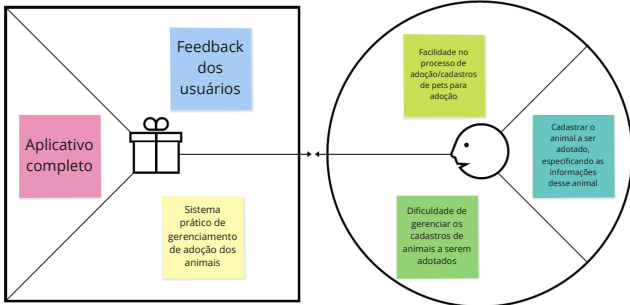 Feedback
dos
usuários
Aplicativo
completo
Sistema
prático de
gerenciamento
de adoção dos
animais
Facilidade no
processo de
adoção/cadastros
de pets para
adoção
Cadastrar o
animal a ser
adotado,
especificando as
informações
desse animal
Dificuldade de
gerenciar os
cadastros de
animais a serem
adotados